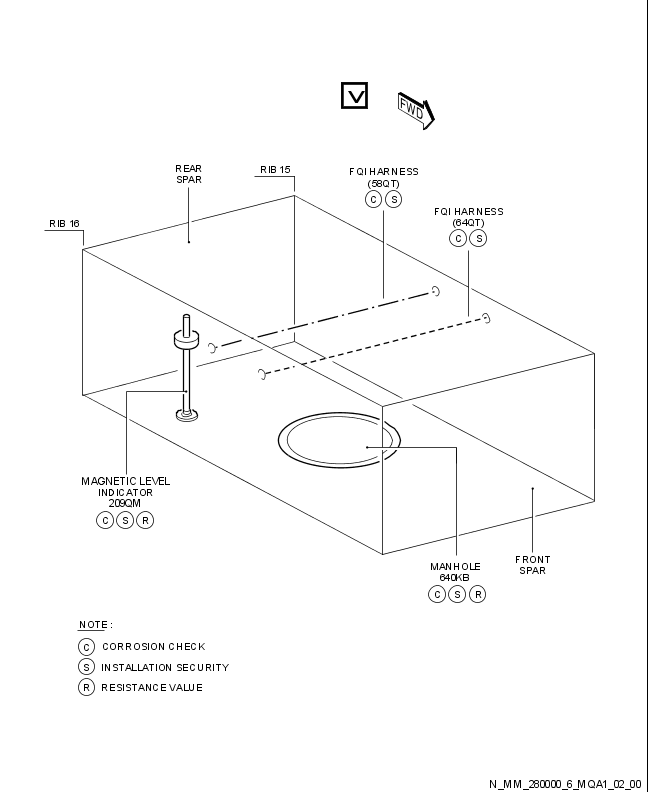 V
FWD
REAR
SPAR
RIB 15
FQI HARNESS
(58QT)
C S
FQI HARNESS
(64QT)
C S
RIB 16
MAGNETIC LEVEL
INDICATOR
209QM
C S R
MANHOLE
640KB
C S R
FRONT
SPAR
NOTE :
C CORROSION CHECK
S INSTALLATION SECURITY
R RESISTANCE VALUE
N_MM_280000_6_MQA1_02_00